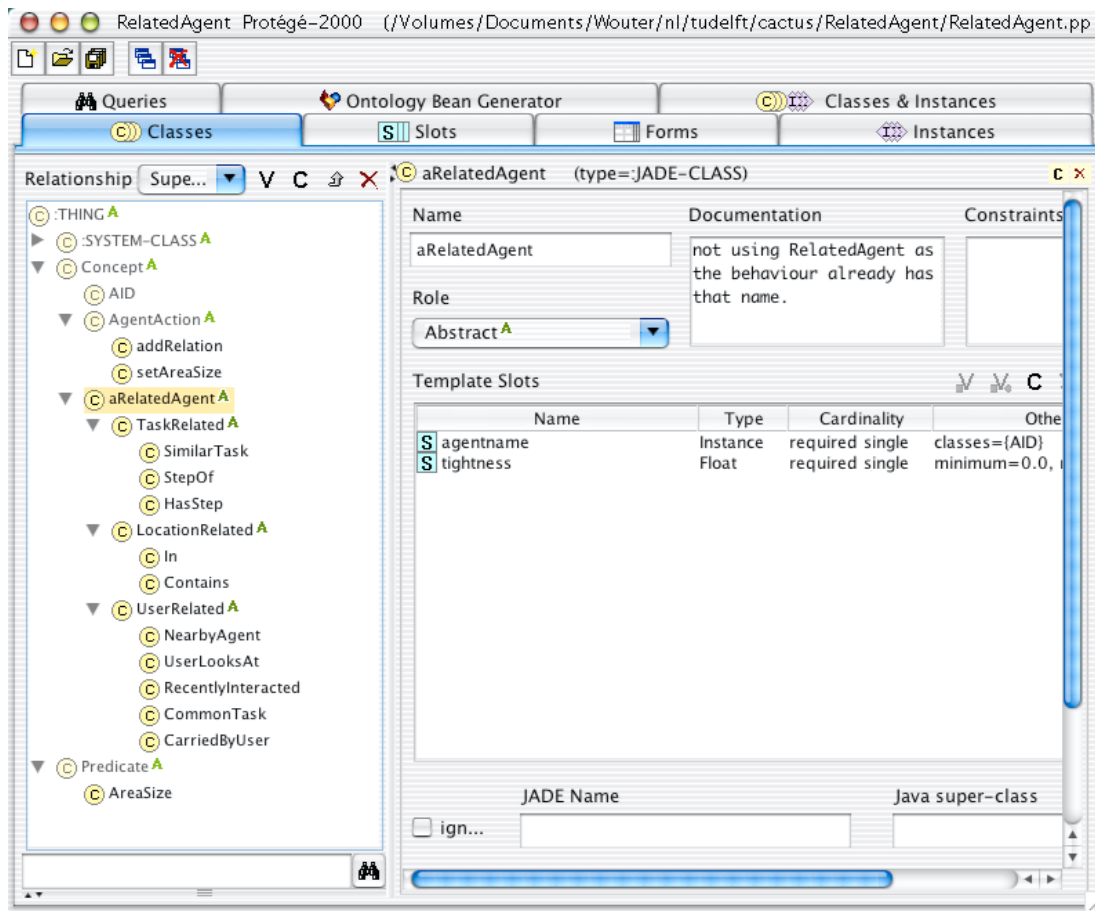 RelatedAgent Protégé-2000 (/Volumes/Documents/Wouter/nl/tudelft/cactus/RelatedAgent/RelatedAgent.pp
Queries
Ontology Bean Generator
C Classes & Instances
C Classes
S Slots
Forms
Instances
Relationship Supe... V C
C :THING A
C :SYSTEM-CLASS A
C Concept A
C AID
C AgentAction A
C addRelation
C setAreaSize
C aRelatedAgent A
C TaskRelated A
C SimilarTask
C StepOf
C HasStep
C LocationRelated A
C In
C Contains
C UserRelated A
C NearbyAgent
C UserLooksAt
C RecentlyInteracted
C CommonTask
C CarriedByUser
C Predicate A
C AreaSize
C aRelatedAgent (type=:JADE-CLASS) C
Name
Documentation
Constraints
aRelatedAgent
not using RelatedAgent as
the behaviour already has
that name.
Role
Abstract A
Template Slots
V V C
Name Type Cardinality Othe
S agentname Instance required single classes={AID}
S tightness Float required single minimum=0.0,
JADE Name
Java super-class
ign...